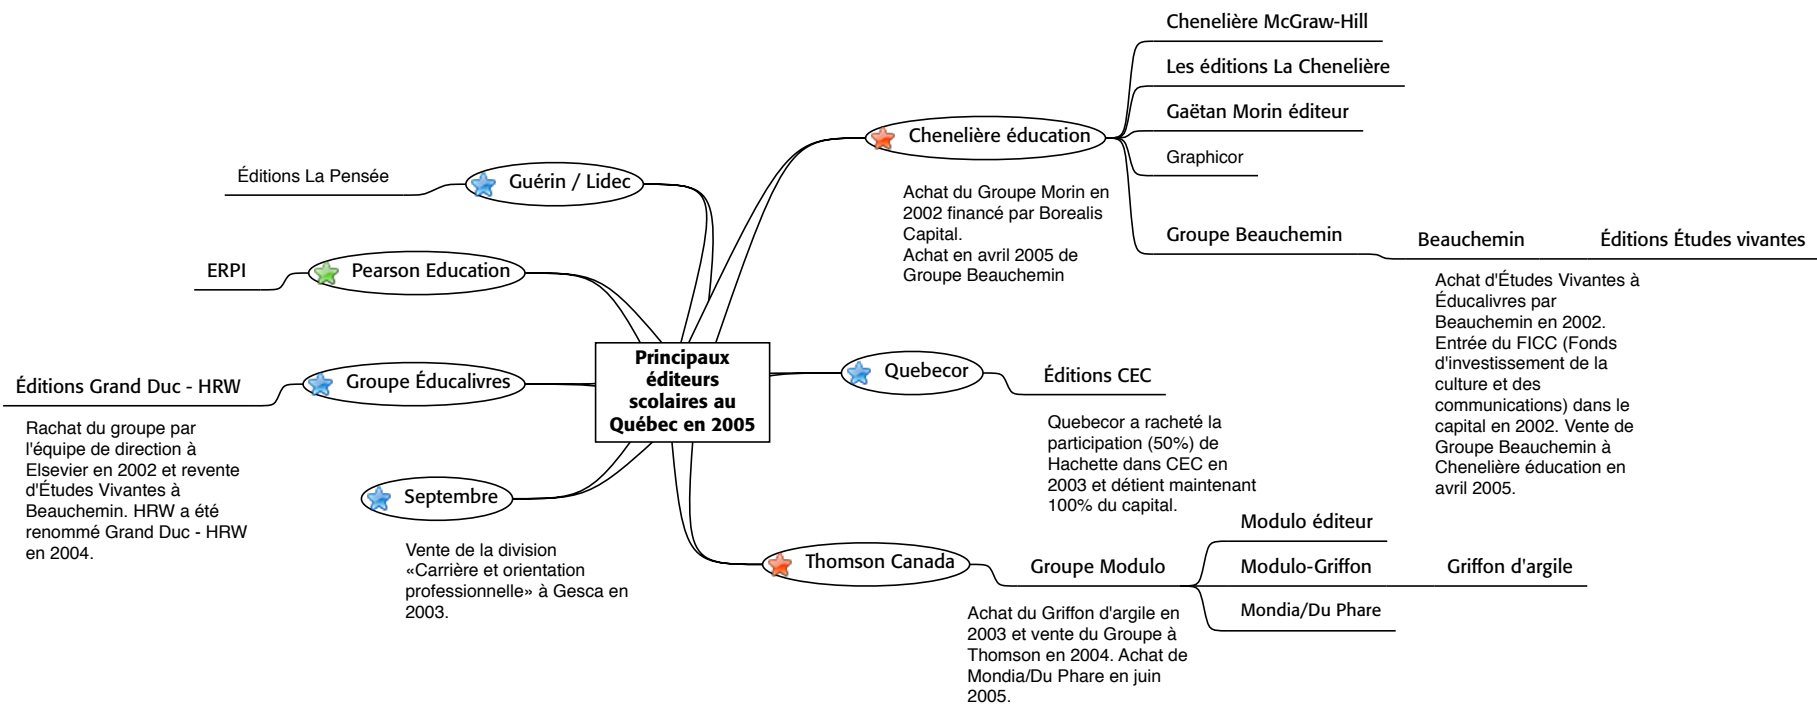 Principaux
éditeurs
scolaires au
Québec en 2005
Guérin / Lidec
Éditions La Pensée
Pearson Education
ERPI
Groupe Éducalivres
Éditions Grand Duc - HRW
Rachat du groupe par
l'équipe de direction à
Elsevier en 2002 et revente
d'Études Vivantes à
Beauchemin. HRW a été
renommé Grand Duc - HRW
en 2004.
Septembre
Vente de la division
«Carrière et orientation
professionnelle» à Gesca en
2003.
Chenelière éducation
Achat du Groupe Morin en
2002 financé par Borealis
Capital.
Achat en avril 2005 de
Groupe Beauchemin
Chenelière McGraw-Hill
Les éditions La Chenelière
Gaëtan Morin éditeur
Graphicor
Groupe Beauchemin
Beauchemin
Éditions Études vivantes
Achat d'Études Vivantes à
Éducalivres par
Beauchemin en 2002.
Entrée du FICC (Fonds
d'investissement de la
culture et des
communications) dans le
capital en 2002. Vente de
Groupe Beauchemin à
Chenelière éducation en
avril 2005.
Quebecor
Éditions CEC
Quebecor a racheté la
participation (50%) de
Hachette dans CEC en
2003 et détient maintenant
100% du capital.
Thomson Canada
Groupe Modulo
Achat du Griffon d'argile en
2003 et vente du Groupe à
Thomson en 2004. Achat de
Mondia/Du Phare en juin
2005.
Modulo éditeur
Modulo-Griffon
Griffon d'argile
Mondia/Du Phare